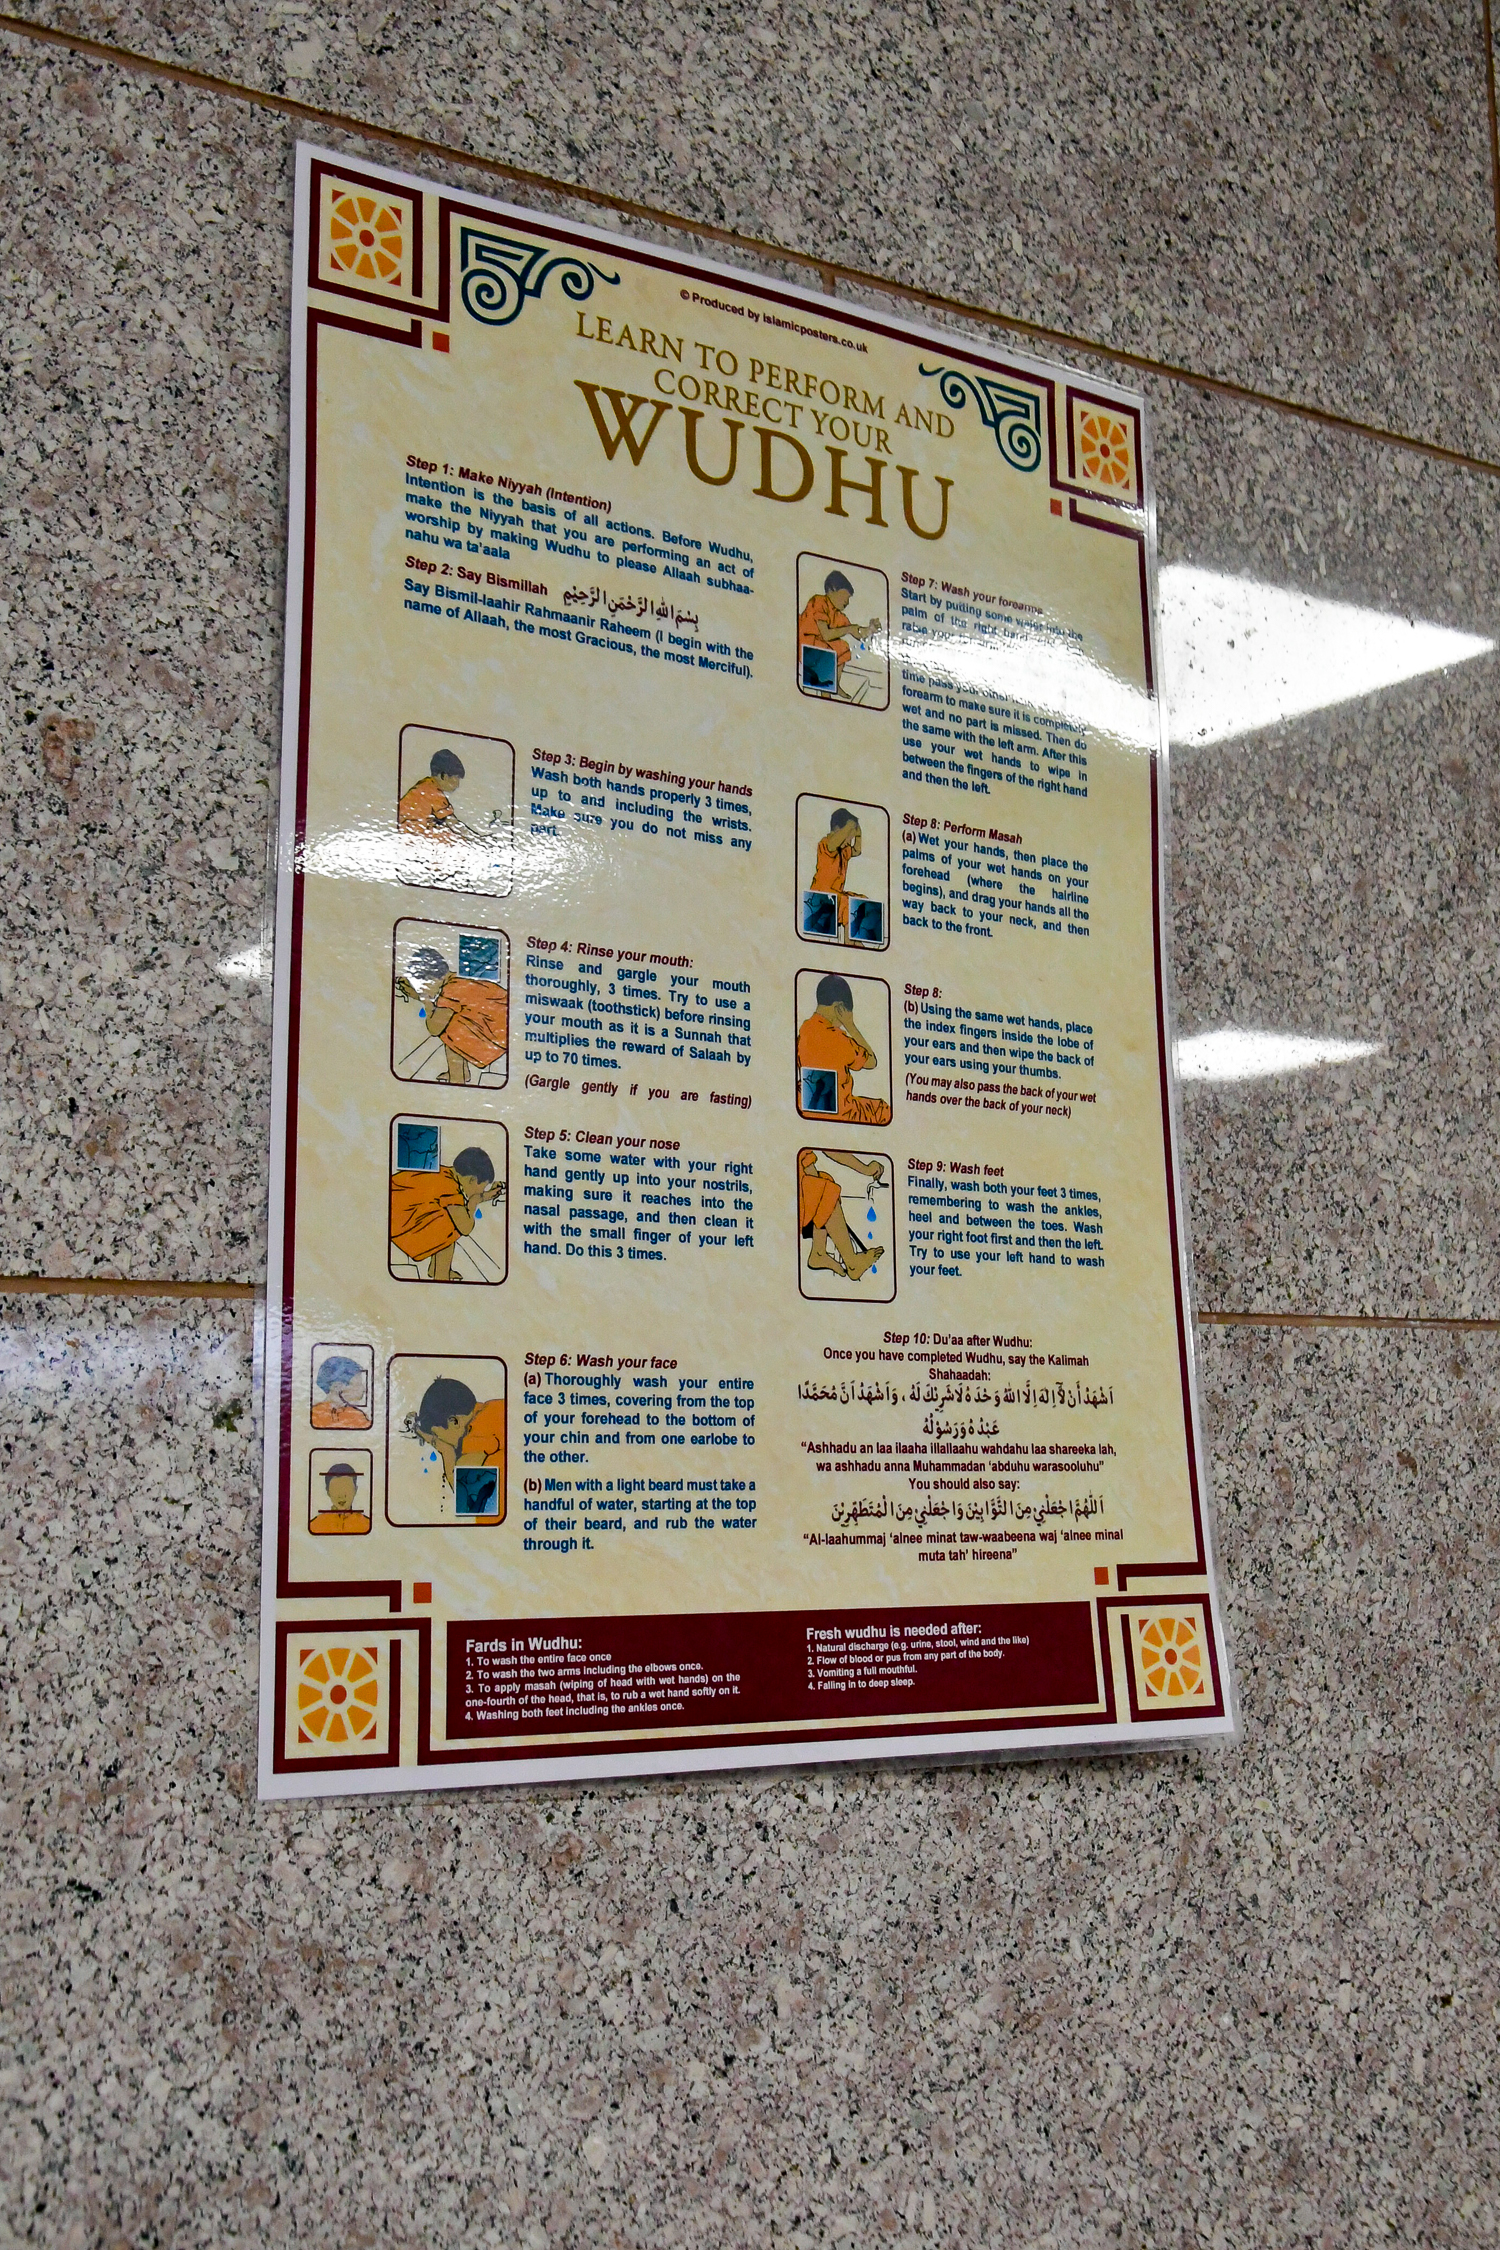 © Produced by islamicposters.co.uk
LEARN TO PERFORM AND
CORRECT YOUR
WUDHU
Step 1: Make Niyyah (Intention)
Intention is the basis of all actions. Before Wudhu,
make the Niyyah that you are performing an act of
worship by making Wudhu to please Allaah subhaa-
nahu wa ta'aala
Step 2: Say Bismillah بِسْمِ اللهِ الرَّحْمٰنِ الرَّحِيْمِ
Say Bismil-laahir Rahmaanir Raheem (I begin with the
name of Allaah, the most Gracious, the most Merciful).
Step 3: Begin by washing your hands
Wash both hands properly 3 times,
up to and including the wrists.
Make sure you do not miss any
part.
Step 4: Rinse your mouth:
Rinse and gargle your mouth
thoroughly, 3 times. Try to use a
miswaak (toothstick) before rinsing
your mouth as it is a Sunnah that
multiplies the reward of Salaah by
up to 70 times.
(Gargle gently if you are fasting)
Step 5: Clean your nose
Take some water with your right
hand gently up into your nostrils,
making sure it reaches into the
nasal passage, and then clean it
with the small finger of your left
hand. Do this 3 times.
Step 6: Wash your face
(a) Thoroughly wash your entire
face 3 times, covering from the top
of your forehead to the bottom of
your chin and from one earlobe to
the other.
(b) Men with a light beard must take a
handful of water, starting at the top
of their beard, and rub the water
through it.
Step 7: Wash your forearms
Start by putting some water into the
palm of the right hand
raise your
time pass your other
forearm to make sure it is completely
wet and no part is missed. Then do
the same with the left arm. After this
use your wet hands to wipe in
between the fingers of the right hand
and then the left.
Step 8: Perform Masah
(a) Wet your hands, then place the
palms of your wet hands on your
forehead (where the hairline
begins), and drag your hands all the
way back to your neck, and then
back to the front.
Step 8:
(b) Using the same wet hands, place
the index fingers inside the lobe of
your ears and then wipe the back of
your ears using your thumbs.
(You may also pass the back of your wet
hands over the back of your neck)
Step 9: Wash feet
Finally, wash both your feet 3 times,
remembering to wash the ankles,
heel and between the toes. Wash
your right foot first and then the left.
Try to use your left hand to wash
your feet.
Step 10: Du'aa after Wudhu:
Once you have completed Wudhu, say the Kalimah
Shahaadah:
اَشْهَدُ أَنْ لَّآ اِلٰهَ اِلَّا اللهُ وَحْدَهُ لَاشَرِيْكَ لَهُ ، وَاَشْهَدُ اَنَّ مُحَمَّدًا
عَبْدُهُ وَرَسُوْلُهُ
“Ashhadu an laa ilaaha illallaahu wahdahu laa shareeka lah,
wa ashhadu anna Muhammadan 'abduhu warasooluhu”
You should also say:
اَللّٰهُمَّ اجْعَلْنِيْ مِنَ التَّوَّابِيْنَ وَاجْعَلْنِيْ مِنَ الْمُتَطَهِّرِيْنَ
“Al-laahummaj 'alnee minat taw-waabeena waj 'alnee minal
muta tah' hireena”
Fards in Wudhu:
1. To wash the entire face once
2. To wash the two arms including the elbows once.
3. To apply masah (wiping of head with wet hands) on the
one-fourth of the head, that is, to rub a wet hand softly on it.
4. Washing both feet including the ankles once.
Fresh wudhu is needed after:
1. Natural discharge (e.g. urine, stool, wind and the like)
2. Flow of blood or pus from any part of the body.
3. Vomiting a full mouthful.
4. Falling in to deep sleep.